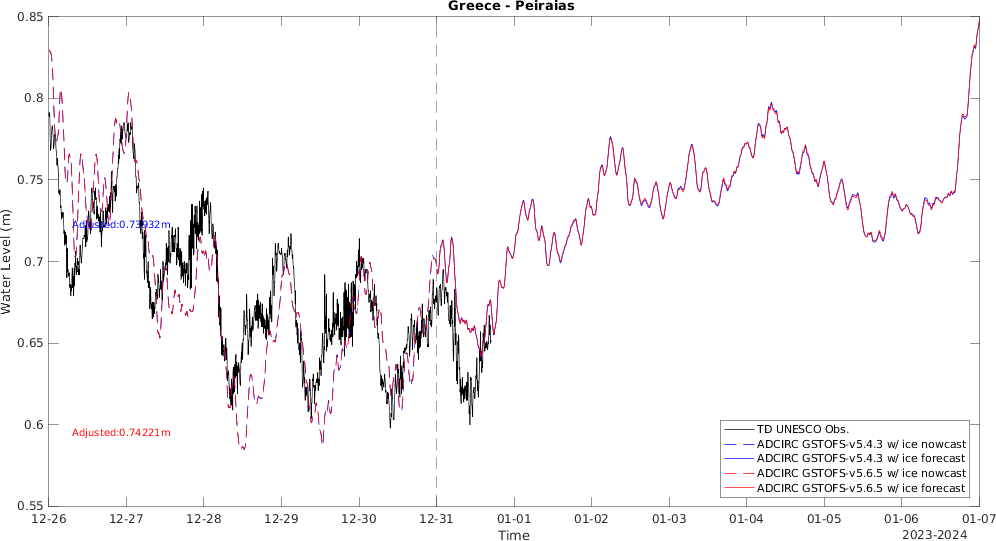 Greece - Peiraias
0.85
0.8
0.75
0.7
0.65
0.6
0.55
Water Level (m)
Adjusted:0.73932m
Adjusted:0.74221m
TD UNESCO Obs.
ADCIRC GSTOFS-v5.4.3 w/ ice nowcast
ADCIRC GSTOFS-v5.4.3 w/ ice forecast
ADCIRC GSTOFS-v5.6.5 w/ ice nowcast
ADCIRC GSTOFS-v5.6.5 w/ ice forecast
12-26 12-27 12-28 12-29 12-30 12-31 01-01 01-02 01-03 01-04 01-05 01-06 01-07
Time
2023-2024